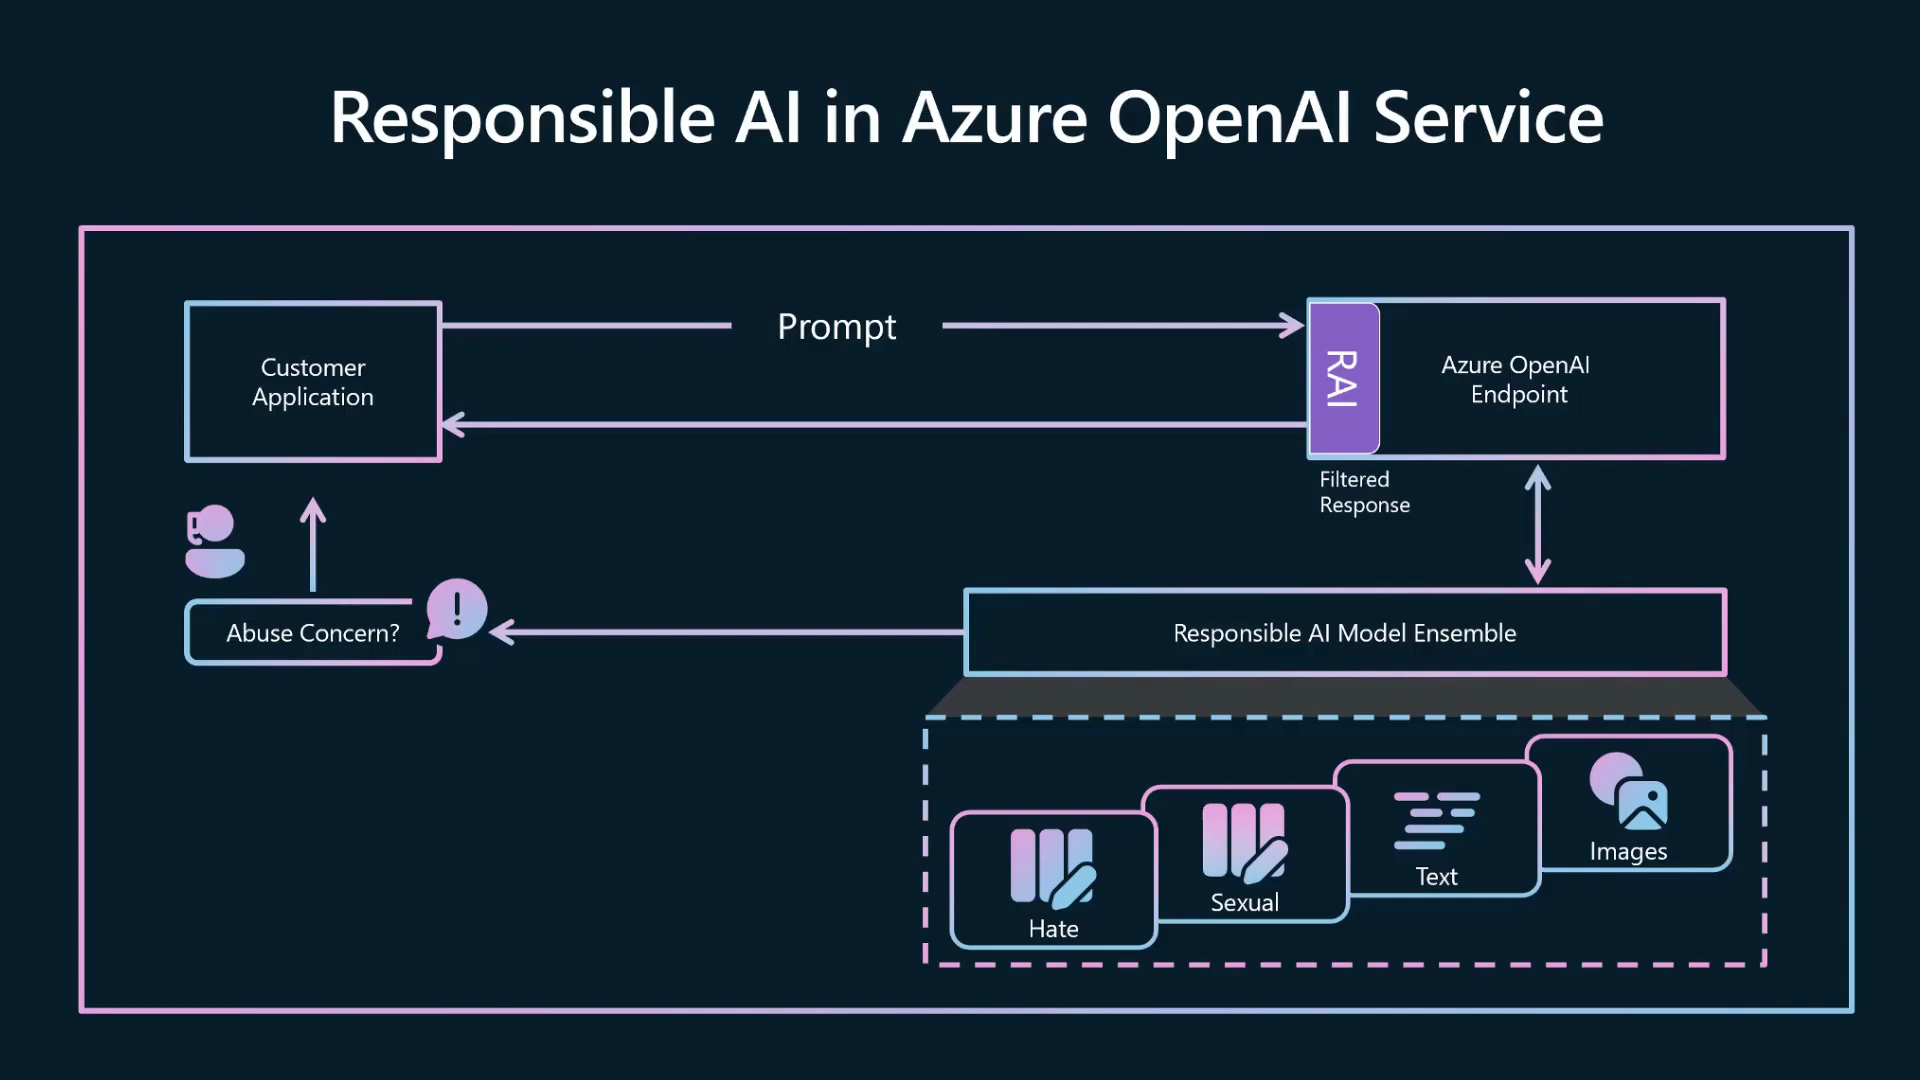 Responsible AI in Azure OpenAI Service
Customer
Application
Prompt
RAI
Azure OpenAI
Endpoint
Filtered
Response
Abuse Concern?
!
Responsible AI Model Ensemble
Hate
Sexual
Text
Images